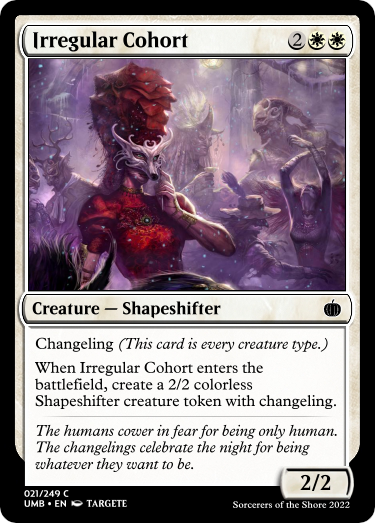 Irregular Cohort 2
Creature — Shapeshifter
Changeling (This card is every creature type.)
When Irregular Cohort enters the
battlefield, create a 2/2 colorless
Shapeshifter creature token with changeling.
The humans cower in fear for being only human.
The changelings celebrate the night for being
whatever they want to be.
2/2
021/249 C
UMB • EN TARGETE
Sorcerers of the Shore 2022